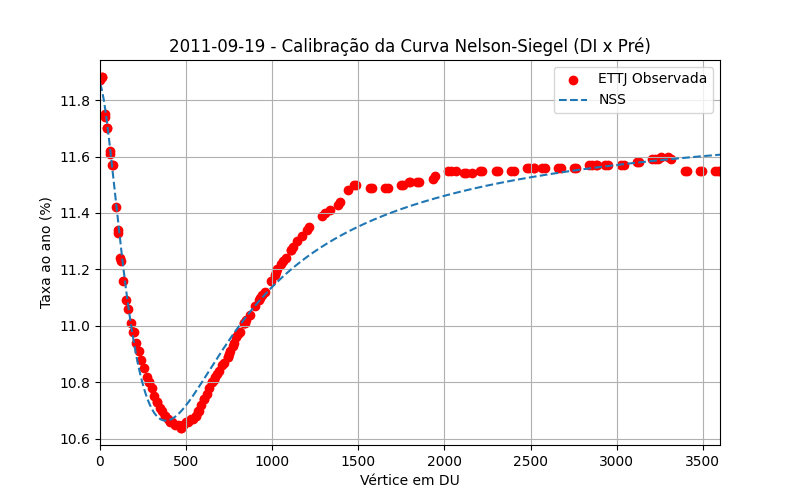 2011-09-19 - Calibração da Curva Nelson-Siegel (DI x Pré)
ETTJ Observada
NSS
11.8
11.6
11.4
11.2
11.0
10.8
10.6
Taxa ao ano (%)
0 500 1000 1500 2000 2500 3000 3500
Vértice em DU